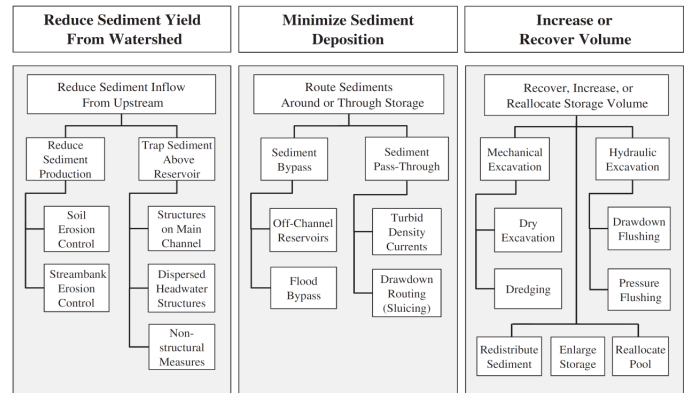 Reduce Sediment Yield
From Watershed
Minimize Sediment
Deposition
Increase or
Recover Volume
Reduce Sediment Inflow
From Upstream
Reduce
Sediment
Production
Trap Sediment
Above
Reservoir
Soil
Erosion
Control
Streambank
Erosion
Control
Structures
on Main
Channel
Dispersed
Headwater
Structures
Non-
structural
Measures
Route Sediments
Around or Through Storage
Sediment
Bypass
Sediment
Pass-Through
Off-Channel
Reservoirs
Flood
Bypass
Turbid
Density
Currents
Drawdown
Routing
(Sluicing)
Recover, Increase, or
Reallocate Storage Volume
Mechanical
Excavation
Hydraulic
Excavation
Dry
Excavation
Dredging
Drawdown
Flushing
Pressure
Flushing
Redistribute
Sediment
Enlarge
Storage
Reallocate
Pool